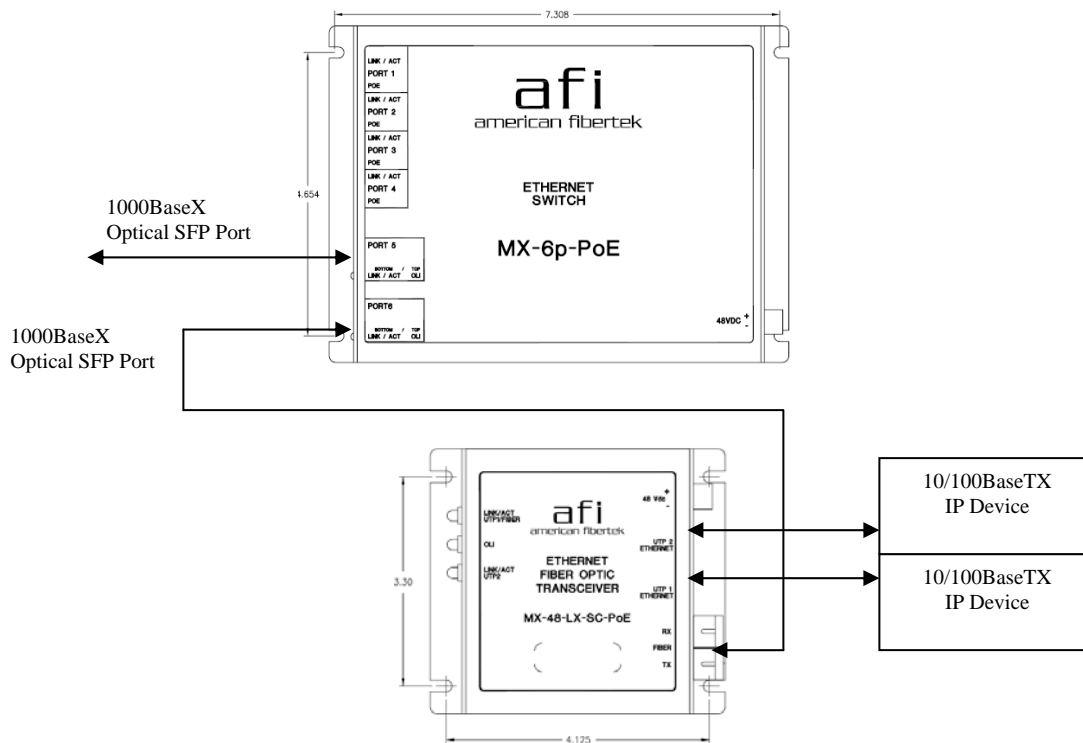 7.308
LINK / ACT
PORT 1
POE
LINK / ACT
PORT 2
POE
LINK / ACT
PORT 3
POE
LINK / ACT
PORT 4
POE
afi
american fibertek
ETHERNET
SWITCH
MX-6p-PoE
4.654
1000BaseX
Optical SFP Port
PORT 5
BOTTOM / TOP
LINK / ACT OLI
PORT6
BOTTOM / TOP
LINK / ACT OLI
48VDC + -
1000BaseX
Optical SFP Port
LINK/ACT
UTP1/FIBER
OLI
LINK/ACT
UTP2
afi
american fibertek
ETHERNET
FIBER OPTIC
TRANSCEIVER
MX-48-LX-SC-PoE
+
48 Vdc
-
UTP 2
ETHERNET
UTP 1
ETHERNET
RX
FIBER
TX
3.30
4.125
10/100BaseTX
IP Device
10/100BaseTX
IP Device